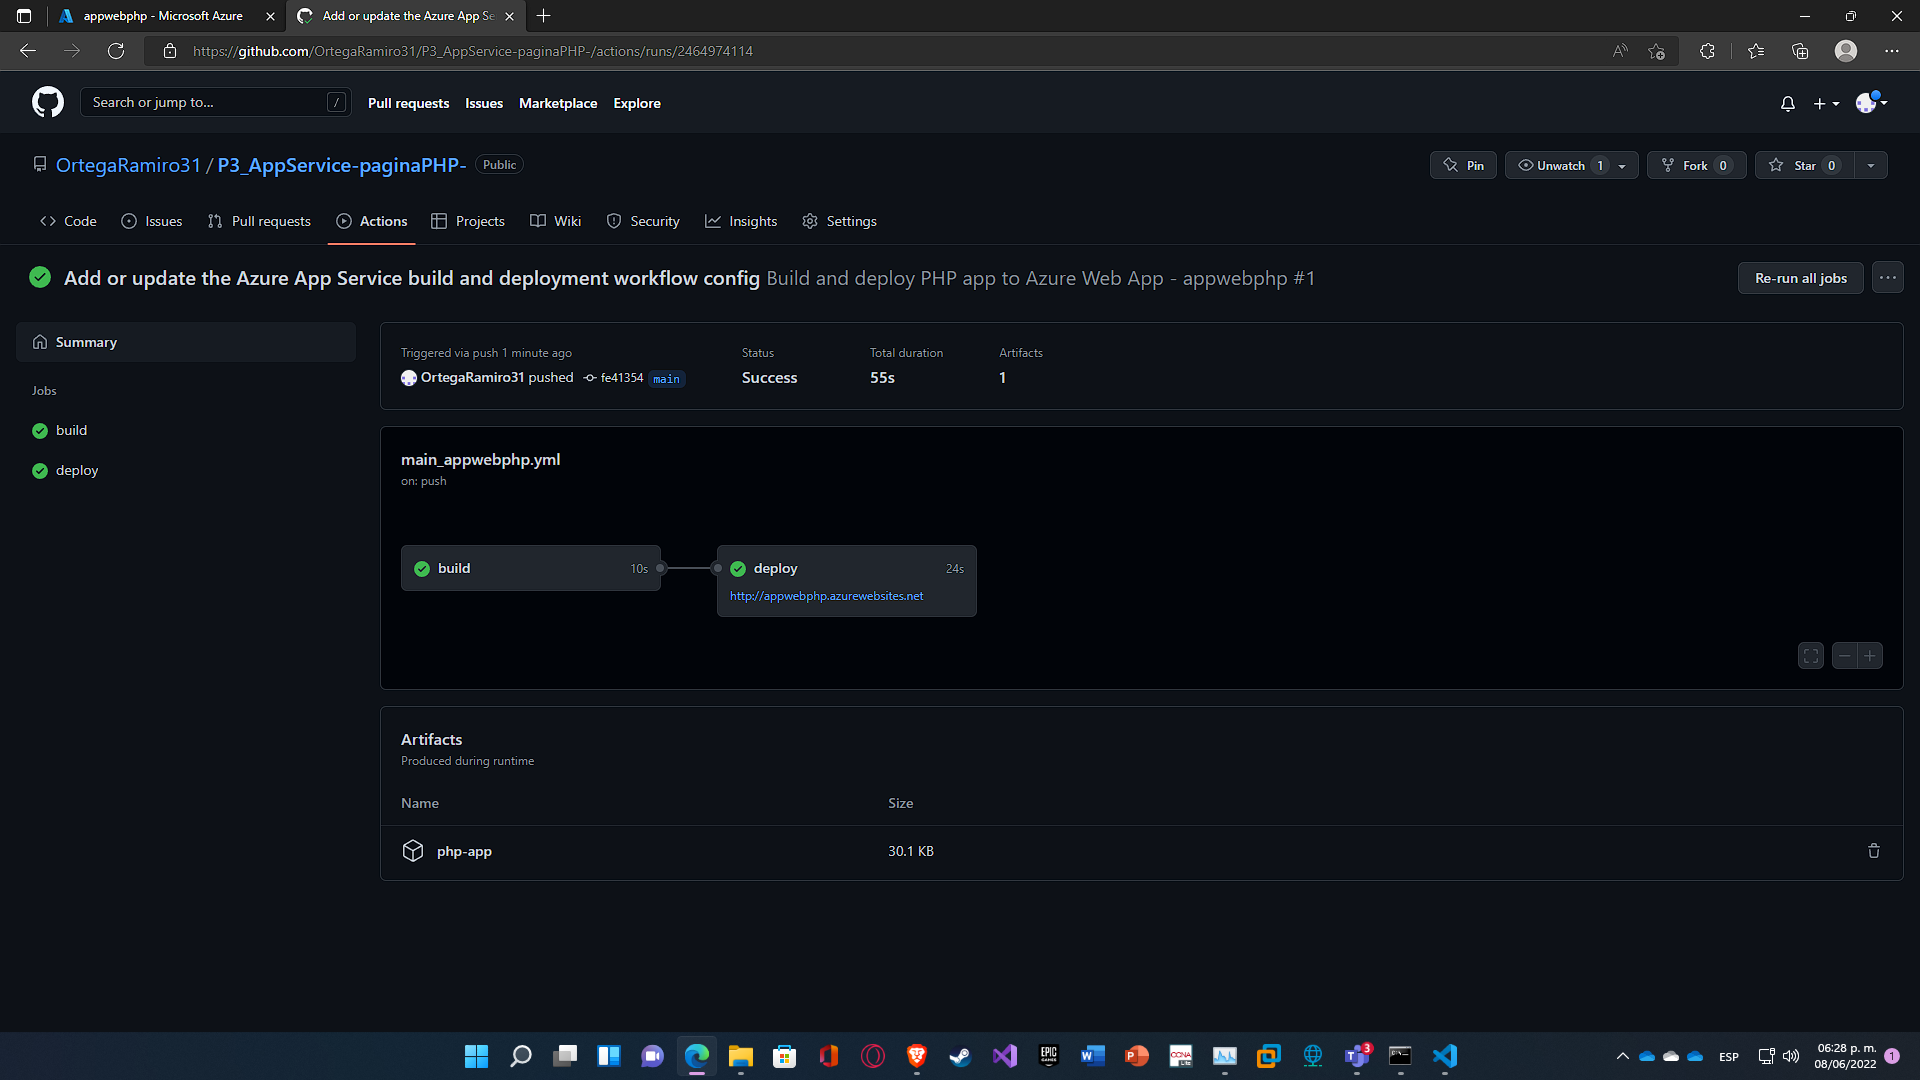 appwebphp - Microsoft Azure
Add or update the Azure App Se
https://github.com/OrtegaRamiro31/P3_AppService-paginaPHP-/actions/runs/2464974114
Search or jump to...
/
Pull requests
Issues
Marketplace
Explore
OrtegaRamiro31 / P3_AppService-paginaPHP-
Public
Pin
Unwatch 1
Fork 0
Star 0
Code
Issues
Pull requests
Actions
Projects
Wiki
Security
Insights
Settings
Add or update the Azure App Service build and deployment workflow config Build and deploy PHP app to Azure Web App - appwebphp #1
Re-run all jobs
Summary
Jobs
build
deploy
Triggered via push 1 minute ago
OrtegaRamiro31 pushed fe41354 main
Status
Success
Total duration
55s
Artifacts
1
main_appwebphp.yml
on: push
build
10s
deploy
24s
http://appwebphp.azurewebsites.net
Artifacts
Produced during runtime
Name
Size
php-app
30.1 KB
EPIC
GAMES
CCNA
Lite
3
ESP
06:28 p. m.
08/06/2022
1